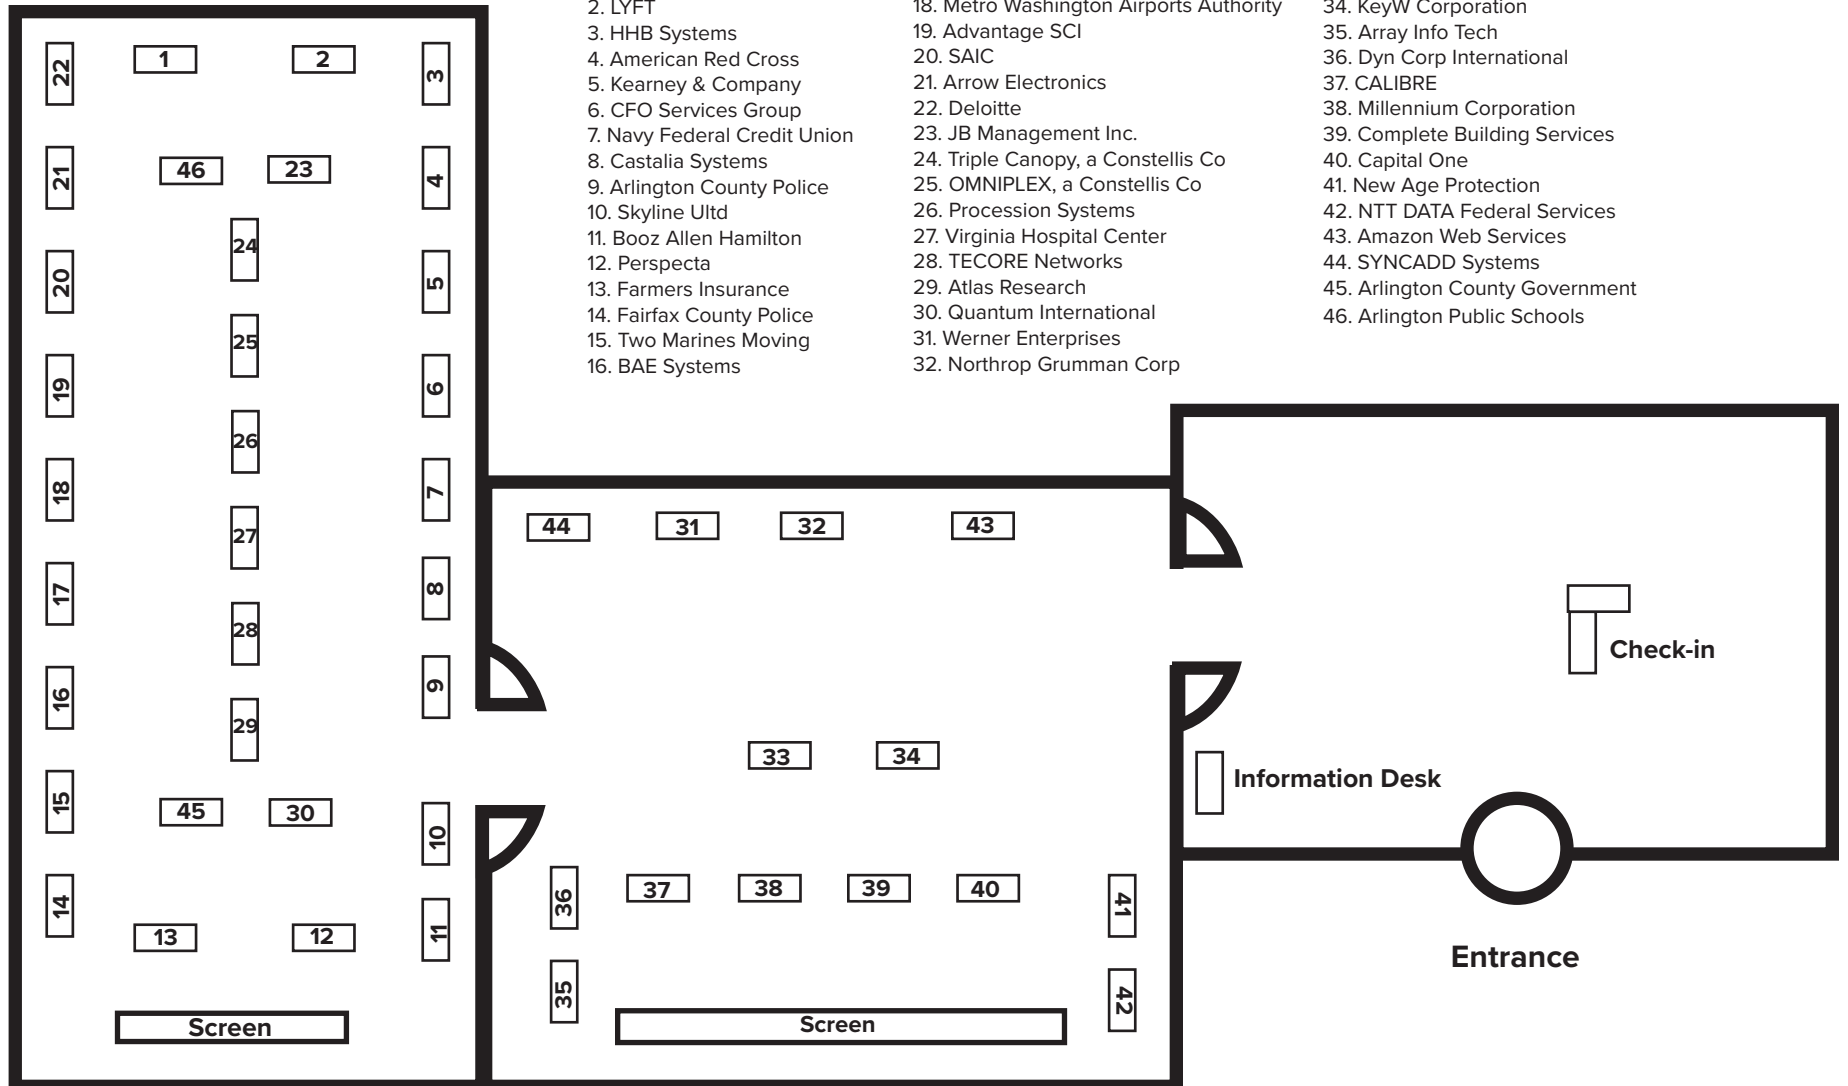 2. LYFT
3. HHB Systems
4. American Red Cross
5. Kearney & Company
6. CFO Services Group
7. Navy Federal Credit Union
8. Castalia Systems
9. Arlington County Police
10. Skyline Ultd
11. Booz Allen Hamilton
12. Perspecta
13. Farmers Insurance
14. Fairfax County Police
15. Two Marines Moving
16. BAE Systems
18. Metro Washington Airports Authority
19. Advantage SCI
20. SAIC
21. Arrow Electronics
22. Deloitte
23. JB Management Inc.
24. Triple Canopy, a Constellis Co
25. OMNIPLEX, a Constellis Co
26. Procession Systems
27. Virginia Hospital Center
28. TECORE Networks
29. Atlas Research
30. Quantum International
31. Werner Enterprises
32. Northrop Grumman Corp
34. KeyW Corporation
35. Array Info Tech
36. Dyn Corp International
37. CALIBRE
38. Millennium Corporation
39. Complete Building Services
40. Capital One
41. New Age Protection
42. NTT DATA Federal Services
43. Amazon Web Services
44. SYNCADD Systems
45. Arlington County Government
46. Arlington Public Schools
22
1
2
3
21
46
23
4
24
20
5
25
19
6
26
18
7
27
17
8
28
16
9
29
15
45
30
10
14
13
12
11
Screen
44
31
32
43
33
34
36
37
38
39
40
41
35
42
Screen
Check-in
Information Desk
Entrance